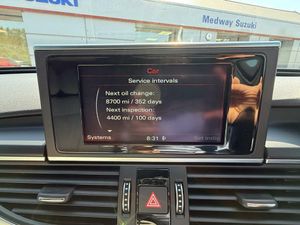 UZUKI
Medway Suzuki
Car
Service intervals
Next oil change:
8700 mi / 352 days
Next inspection:
4400 mi / 100 days
Systems
8:31
Set